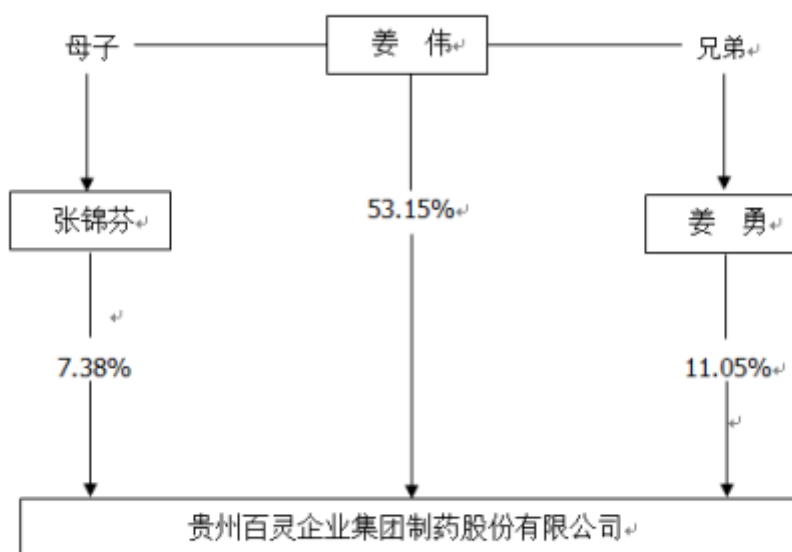 母子
姜 伟
兄弟
张锦芬
53.15%
姜 勇
7.38%
11.05%
贵州百灵企业集团制药股份有限公司